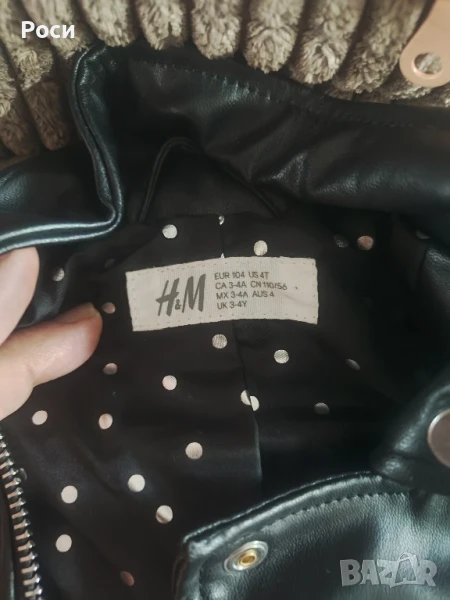 Роси
H&M
EUR 104 US 4T
CA 3-4A CN 110/56
MX 3-4A AUS 4
UK 3-4Y
BAZAR